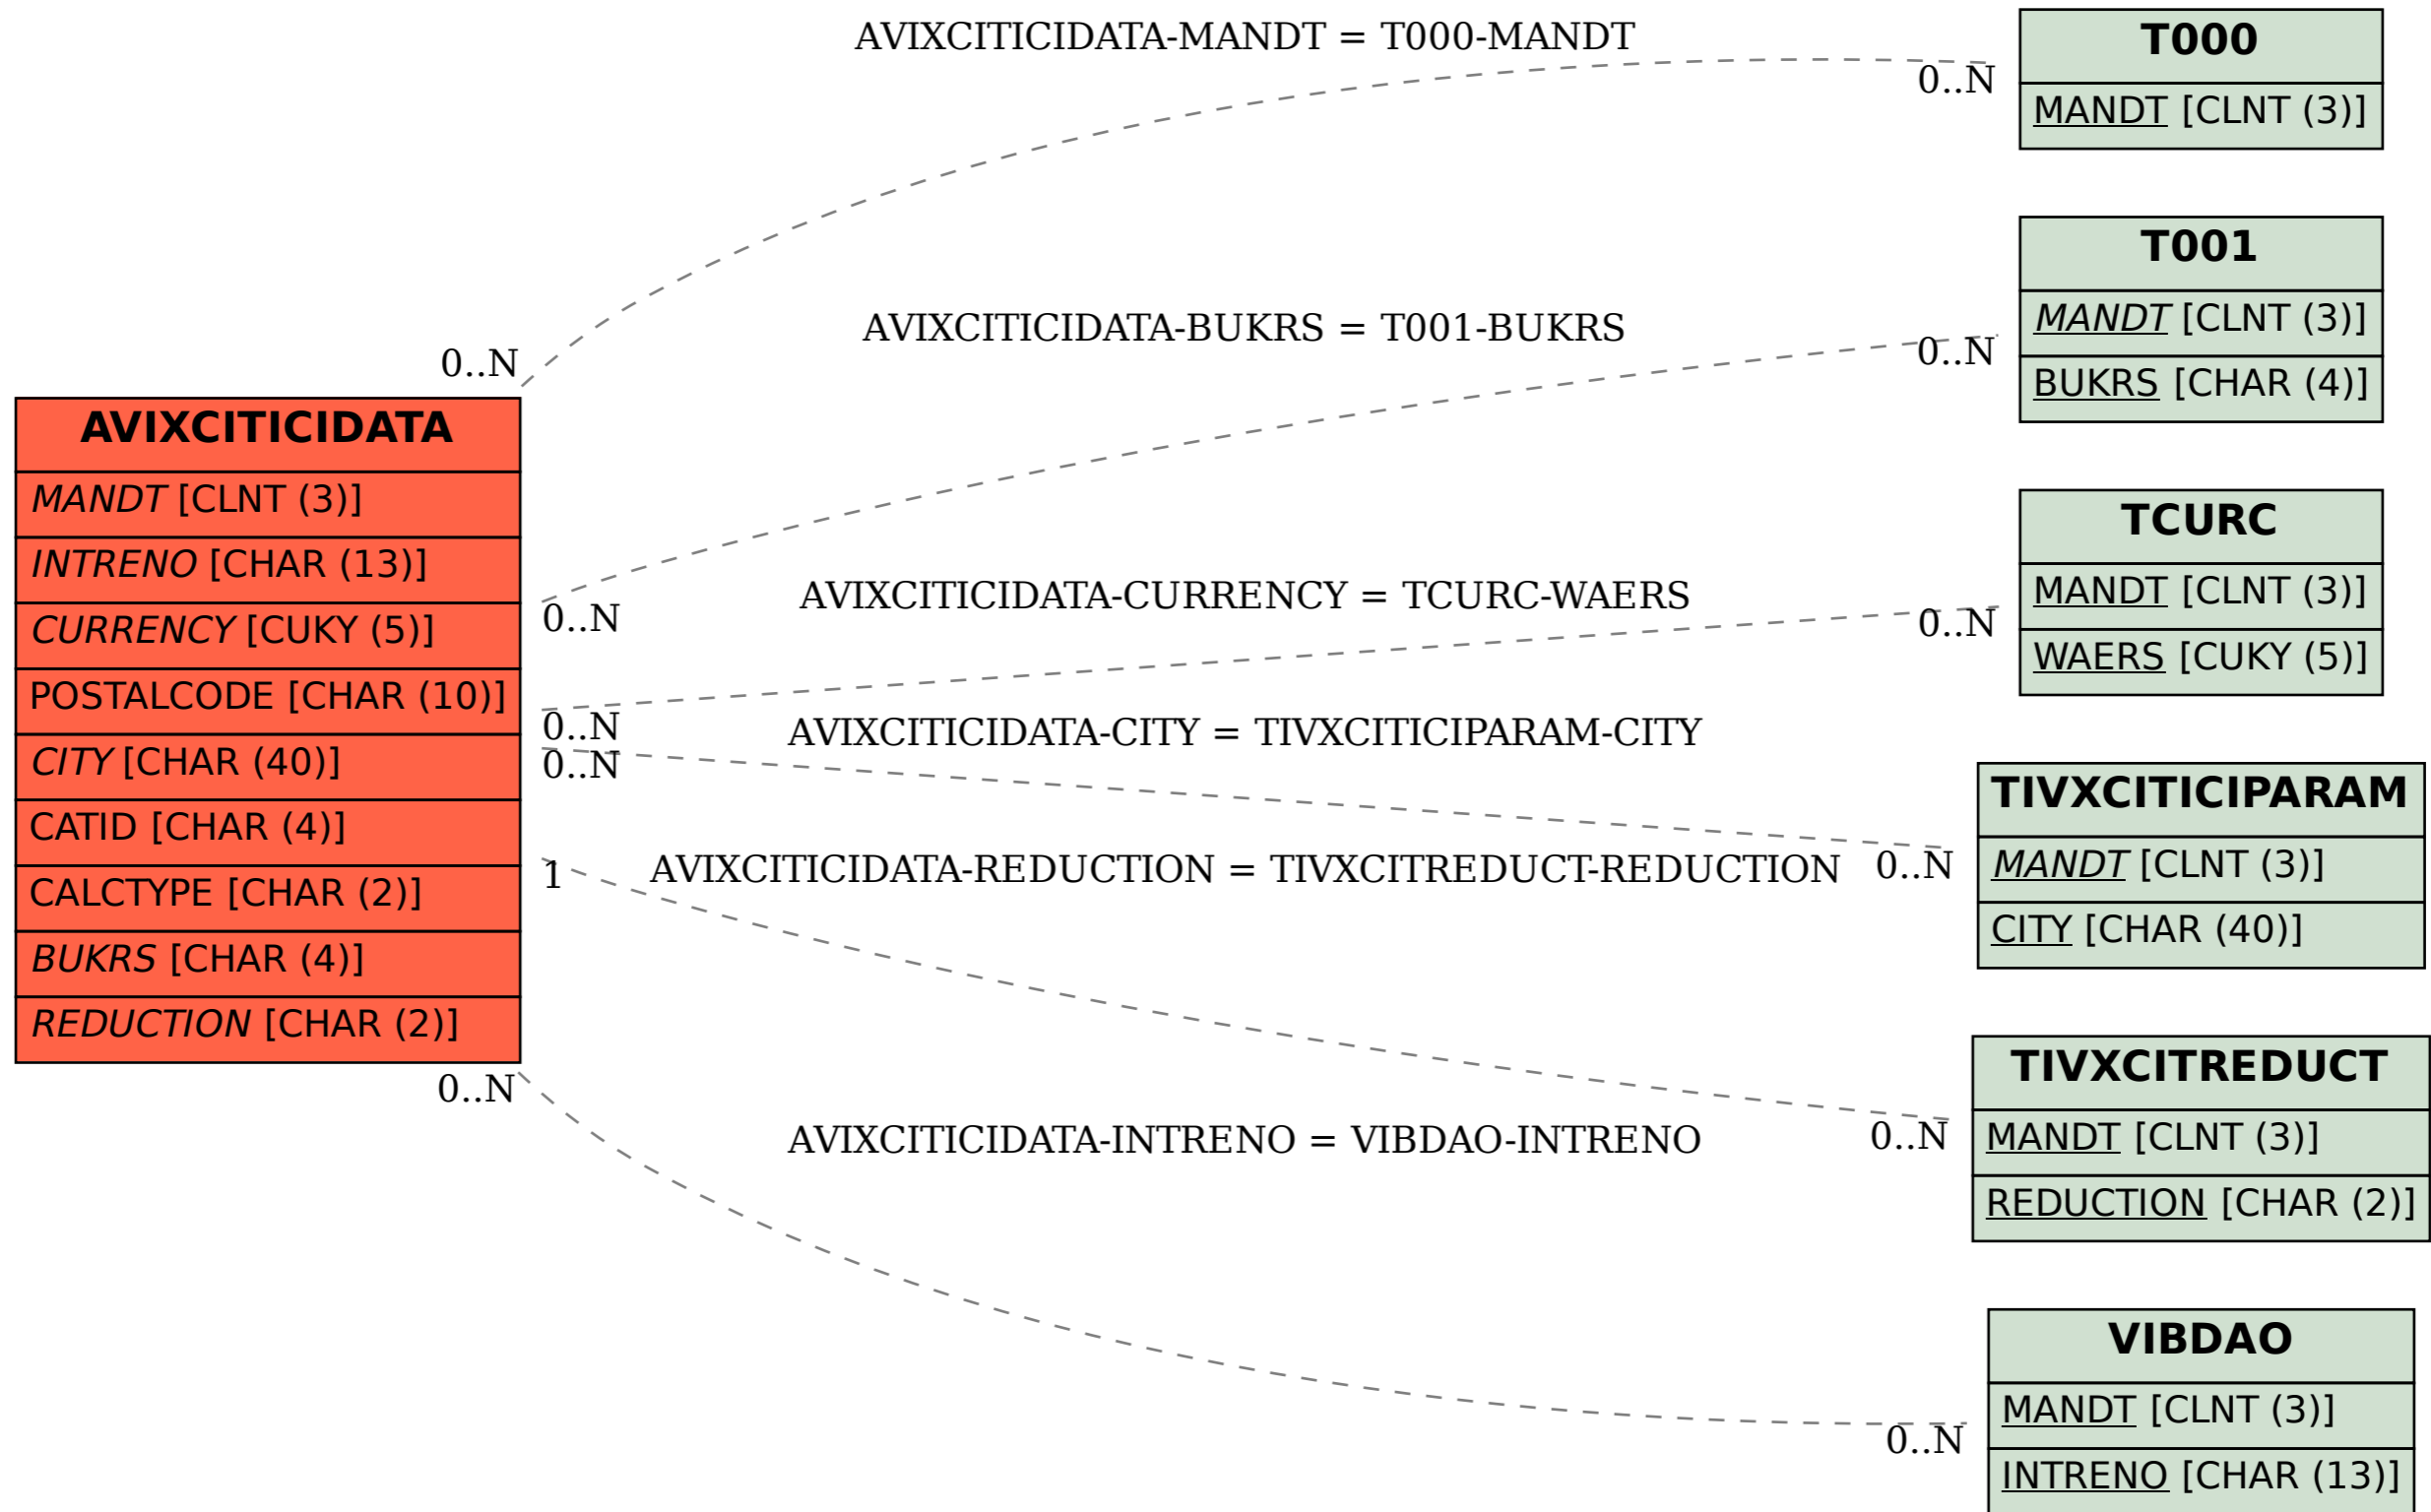 AVIXCITICIDATA-MANDT = T000-MANDT
0..N
0..N
T000
MANDT [CLNT (3)]
AVIXCITICIDATA-BUKRS = T001-BUKRS
0..N
0..N
T001
MANDT [CLNT (3)]
BUKRS [CHAR (4)]
AVIXCITICIDATA
MANDT [CLNT (3)]
INTRENO [CHAR (13)]
CURRENCY [CUKY (5)]
POSTALCODE [CHAR (10)]
CITY [CHAR (40)]
CATID [CHAR (4)]
CALCTYPE [CHAR (2)]
BUKRS [CHAR (4)]
REDUCTION [CHAR (2)]
AVIXCITICIDATA-CURRENCY = TCURC-WAERS
0..N
0..N
TCURC
MANDT [CLNT (3)]
WAERS [CUKY (5)]
AVIXCITICIDATA-CITY = TIVXCITICIPARAM-CITY
0..N
0..N
TIVXCITICIPARAM
MANDT [CLNT (3)]
CITY [CHAR (40)]
AVIXCITICIDATA-REDUCTION = TIVXCITREDUCT-REDUCTION
1
0..N
TIVXCITREDUCT
MANDT [CLNT (3)]
REDUCTION [CHAR (2)]
AVIXCITICIDATA-INTRENO = VIBDAO-INTRENO
0..N
0..N
VIBDAO
MANDT [CLNT (3)]
INTRENO [CHAR (13)]